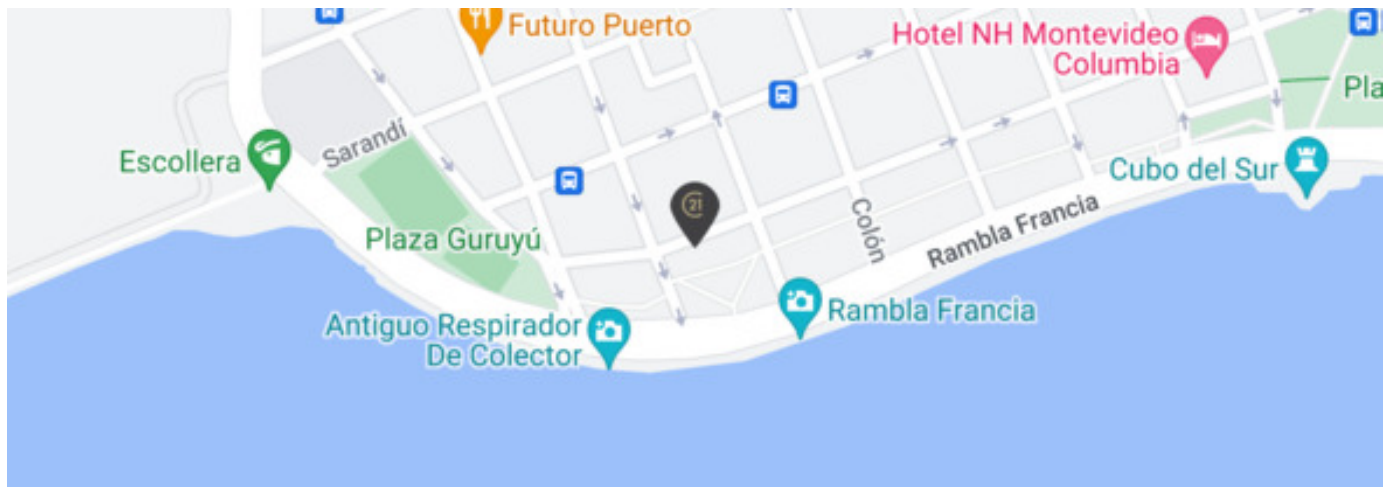 Futuro Puerto
Hotel NH Montevideo
Columbia
Pla
Sarandí
Escollera
Cubo del Sur
21
Colón
Plaza Guruyú
Rambla Francia
Rambla Francia
Antiguo Respirador
De Colector